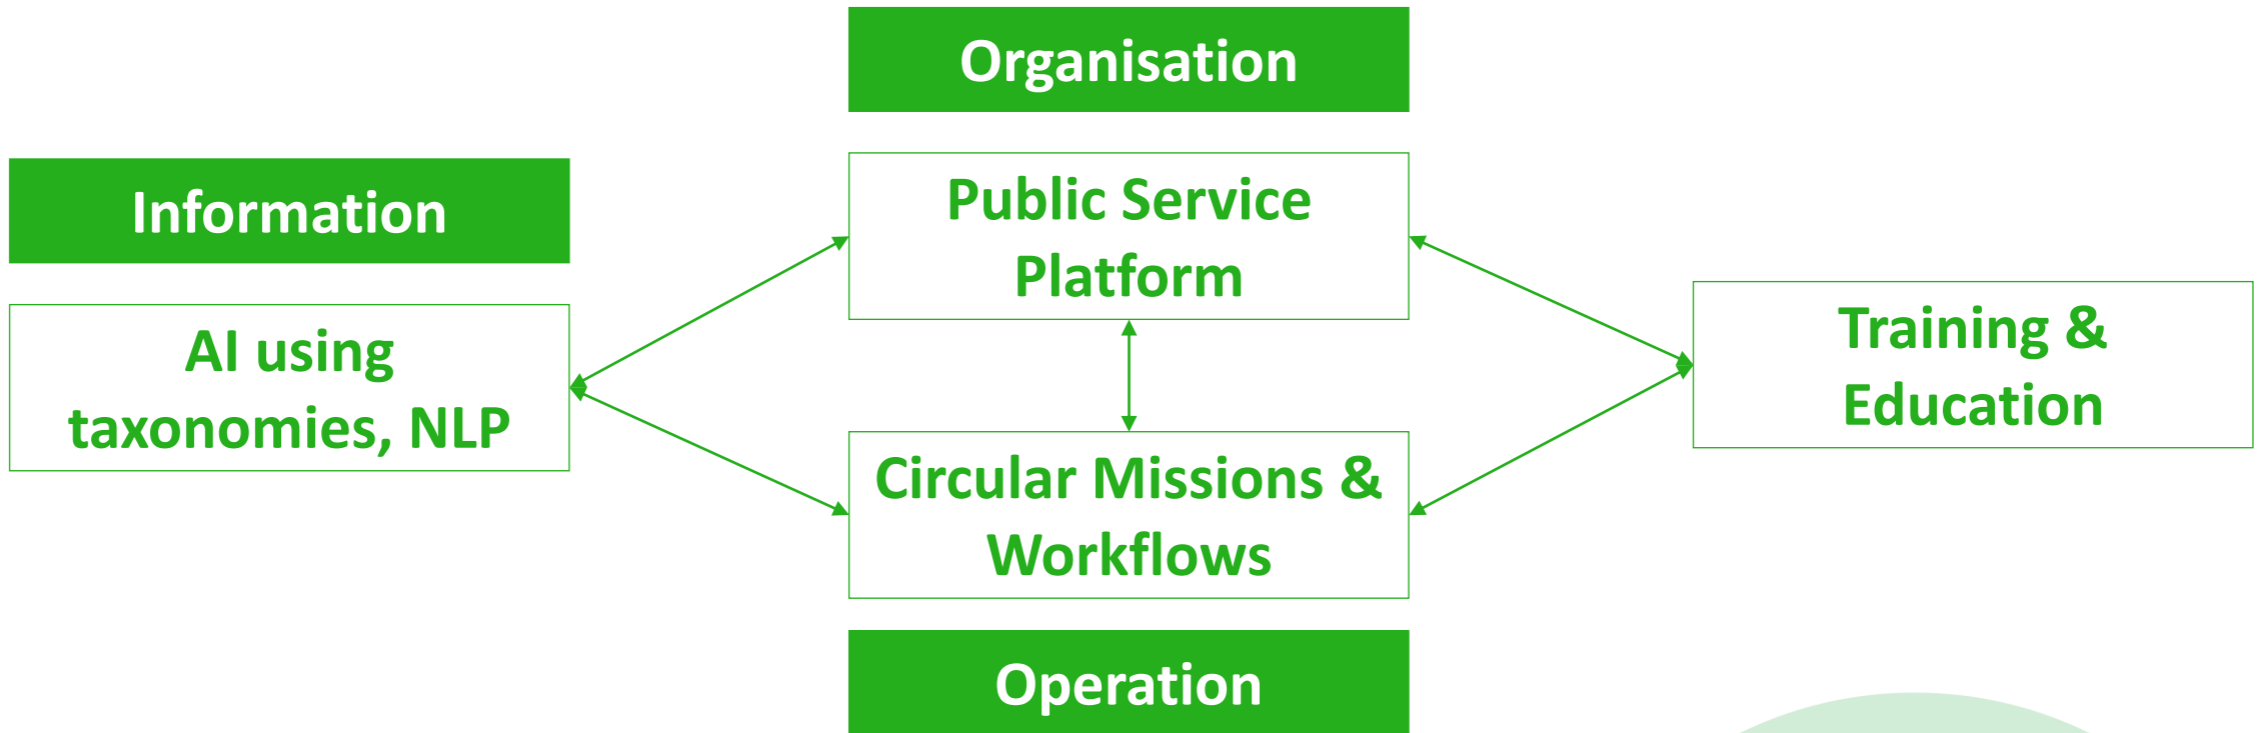 Organisation
Information
Public Service
Platform
AI using
taxonomies, NLP
Training &
Education
Circular Missions &
Workflows
Operation